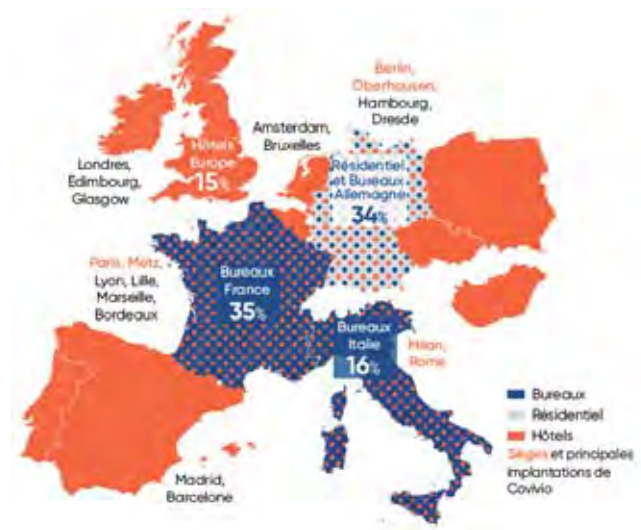 Berlin,
Oberhausen,
Hambourg,
Dresde
Amsterdam,
Bruxelles
Hôtels
Europe
15%
Londres,
Edimbourg,
Glasgow
Résidentiel
et Bureaux
Allemagne
34%
Paris, Metz,
Lyon, Lille,
Marseille,
Bordeaux
Bureaux
France
35%
Bureaux
Italie
16%
Milan,
Rome
Madrid,
Barcelone
Bureaux
Résidentiel
Hôtels
Sièges et principales
implantations de
Covivio